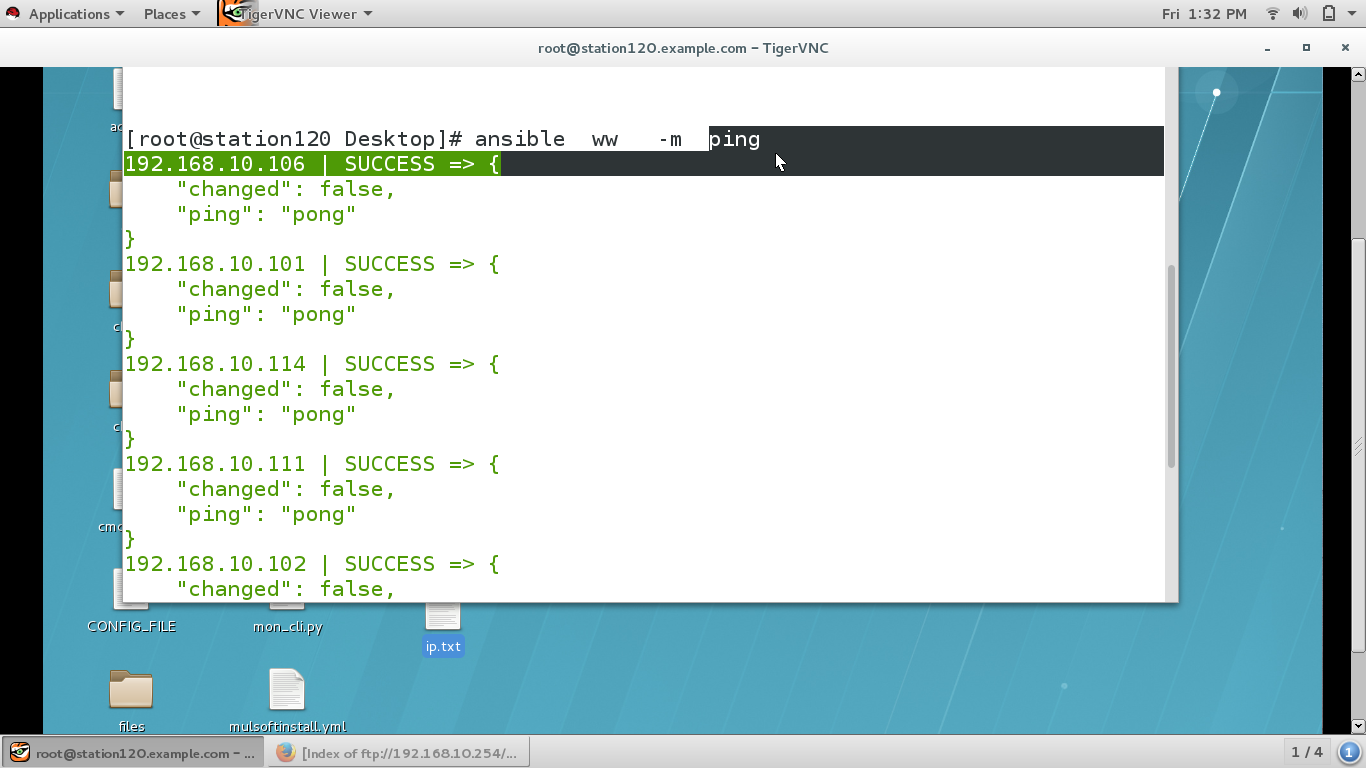 Applications Places TigerVNC Viewer Fri 1:32 PM
root@station120.example.com - TigerVNC
[root@station120 Desktop]# ansible  ww   -m  ping
192.168.10.106 | SUCCESS => {
    "changed": false,
    "ping": "pong"
}
192.168.10.101 | SUCCESS => {
    "changed": false,
    "ping": "pong"
}
192.168.10.114 | SUCCESS => {
    "changed": false,
    "ping": "pong"
}
192.168.10.111 | SUCCESS => {
    "changed": false,
    "ping": "pong"
}
192.168.10.102 | SUCCESS => {
    "changed": false,
CONFIG_FILE mon_cli.py
ip.txt
files mulsoftinstall.yml
root@station120.example.com - ... [Index of ftp://192.168.10.254/... 1 / 4 1